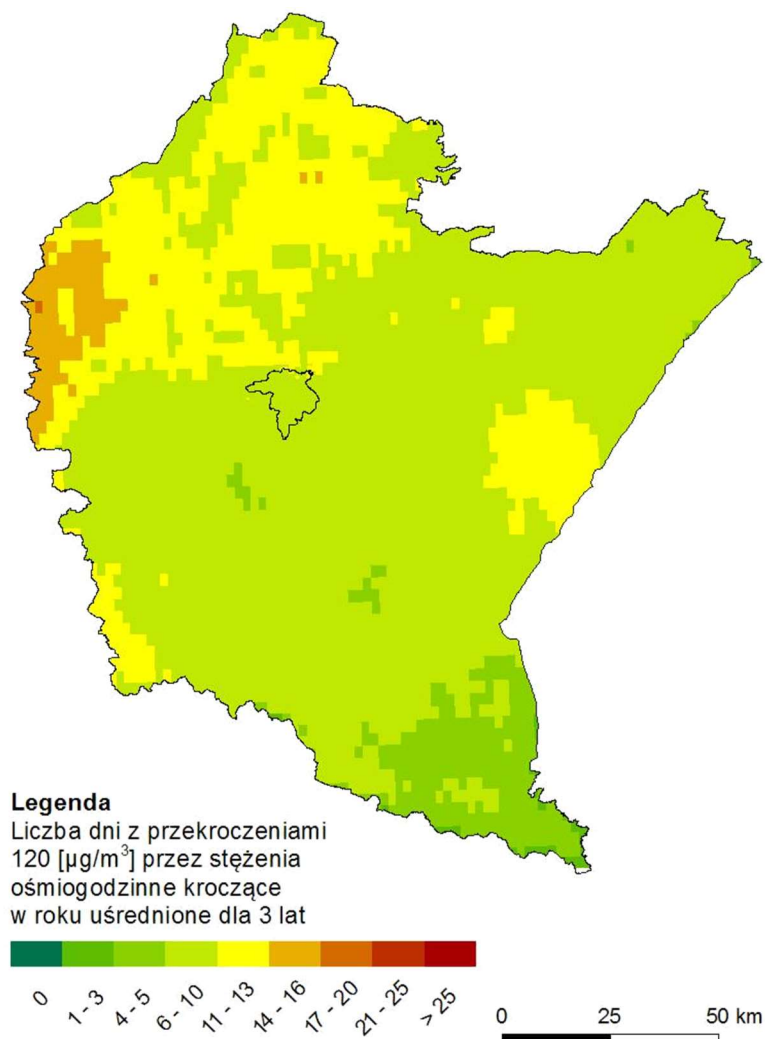 Legenda
Liczba dni z przekroczeniami
120 [µg/m³] przez stężenia
ośmiogodzinne kroczące
w roku uśrednione dla 3 lat
0
1 - 3
4 - 5
6 - 10
11 - 13
14 - 16
17 - 20
21 - 25
> 25
0 25 50 km